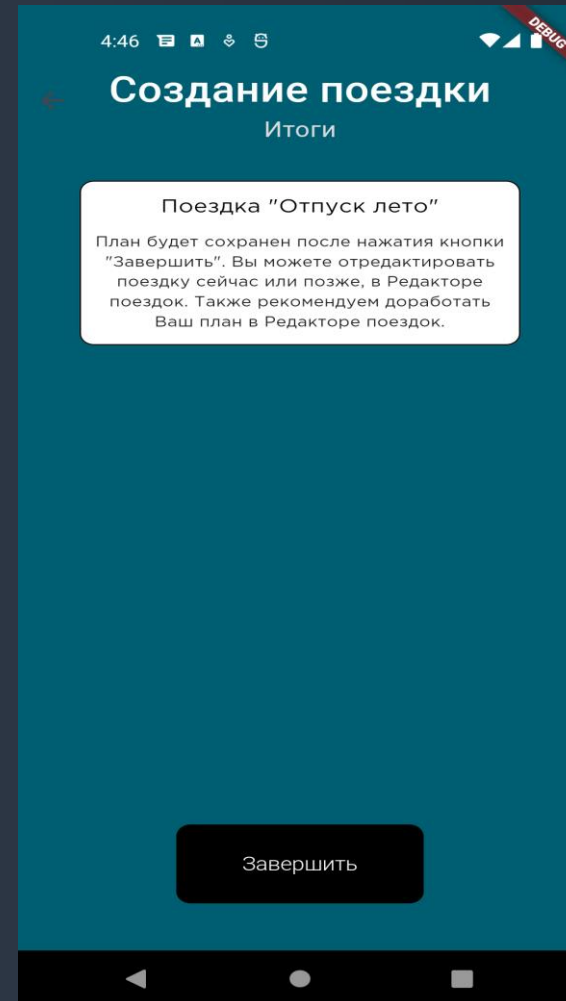 4:46
DEBUG
Создание поездки
Итоги
Поездка "Отпуск лето"
План будет сохранен после нажатия кнопки
"Завершить". Вы можете отредактировать
поездку сейчас или позже, в Редакторе
поездок. Также рекомендуем доработать
Ваш план в Редакторе поездок.
Завершить